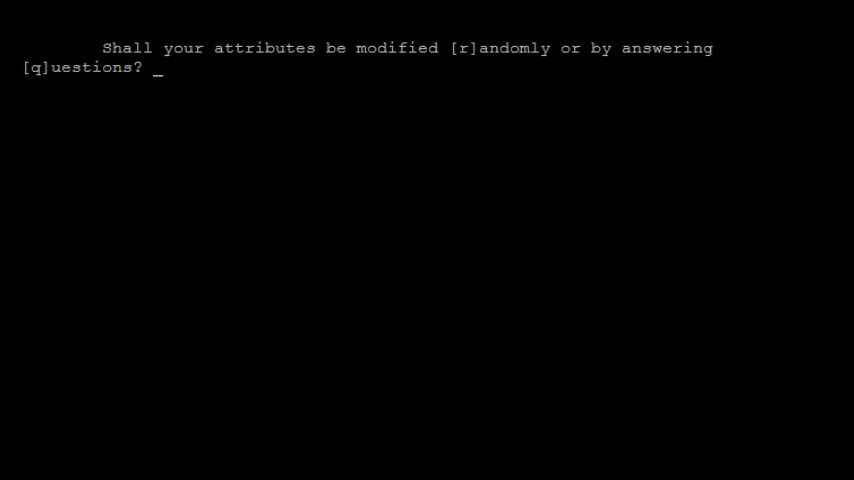 Shall your attributes be modified [r]andomly or by answering
[q]uestions? _